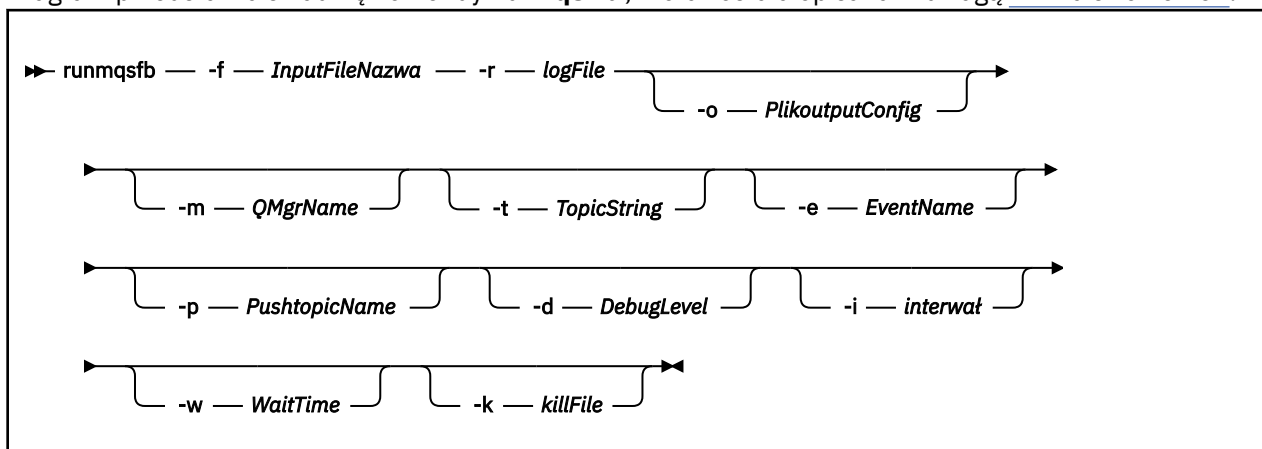 runmqsfb -f InputFileNazwa -r logFile
-o PlikoutputConfig
-m QMgrName -t TopicString -e EventName
-p PushtopicName -d DebugLevel -i interwał
-w WaitTime -k killFile